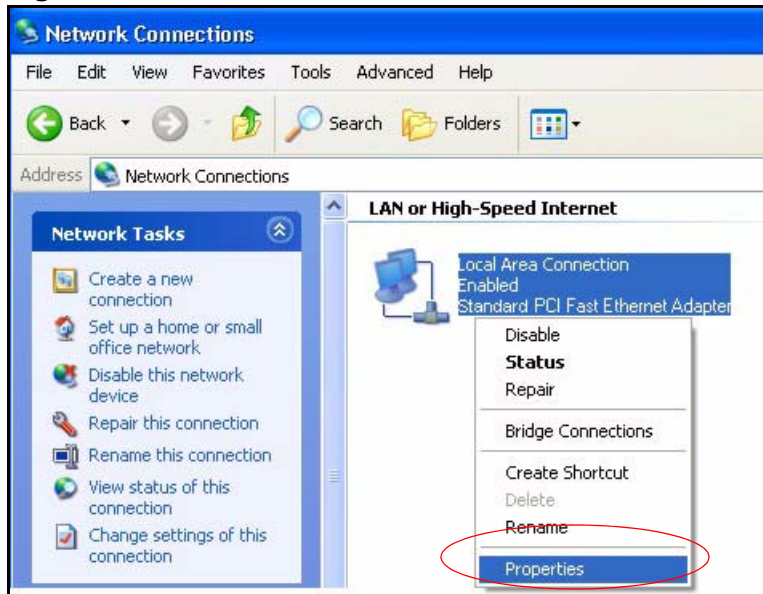 Network Connections
File Edit View Favorites Tools Advanced Help
Back Search Folders
Address Network Connections
Network Tasks
Create a new
connection
Set up a home or small
office network
Disable this network
device
Repair this connection
Rename this connection
View status of this
connection
Change settings of this
connection
LAN or High-Speed Internet
Local Area Connection
Enabled
Standard PCI Fast Ethernet Adapter
Disable
Status
Repair
Bridge Connections
Create Shortcut
Delete
Rename
Properties